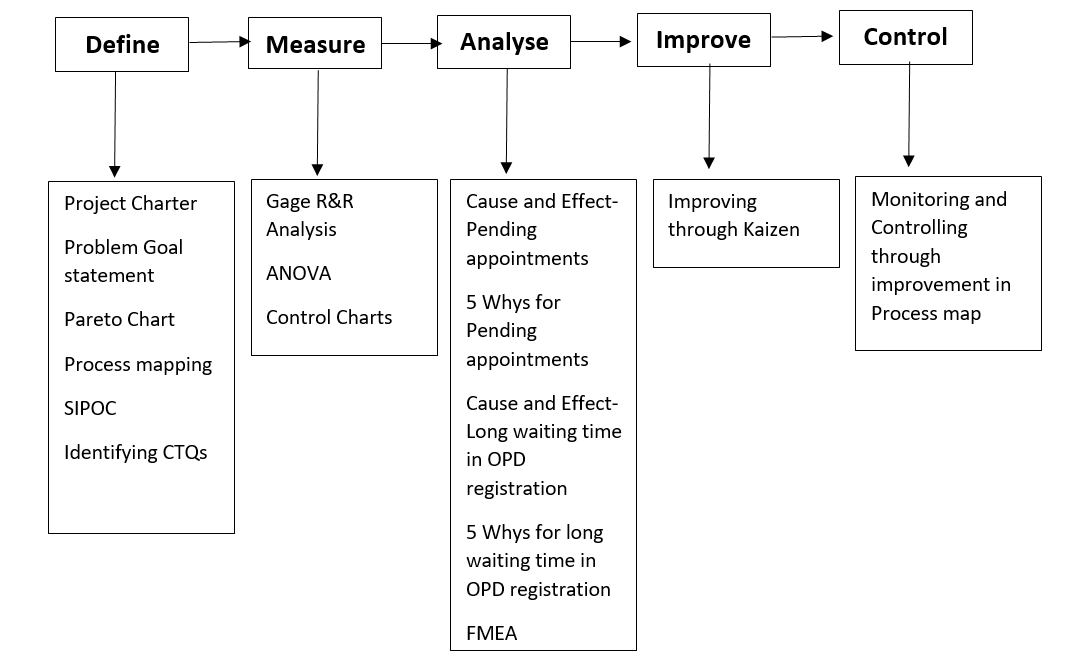 Define
Measure
Analyse
Improve
Control
Project Charter
Problem Goal
statement
Pareto Chart
Process mapping
SIPOC
Identifying CTQs
Gage R&R
Analysis
ANOVA
Control Charts
Cause and Effect-
Pending
appointments
5 Whys for
Pending
appointments
Cause and Effect-
Long waiting time
in OPD
registration
5 Whys for long
waiting time in
OPD registration
FMEA
Improving
through Kaizen
Monitoring and
Controlling
through
improvement in
Process map